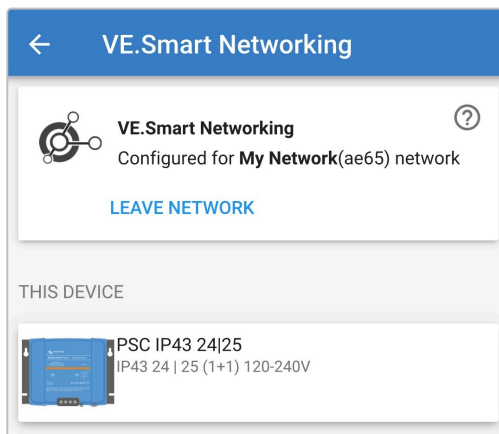 VE.Smart Networking
VE.Smart Networking
Configured for My Network(ae65) network
LEAVE NETWORK
THIS DEVICE
PSC IP43 24|25
IP43 24 | 25 (1+1) 120-240V